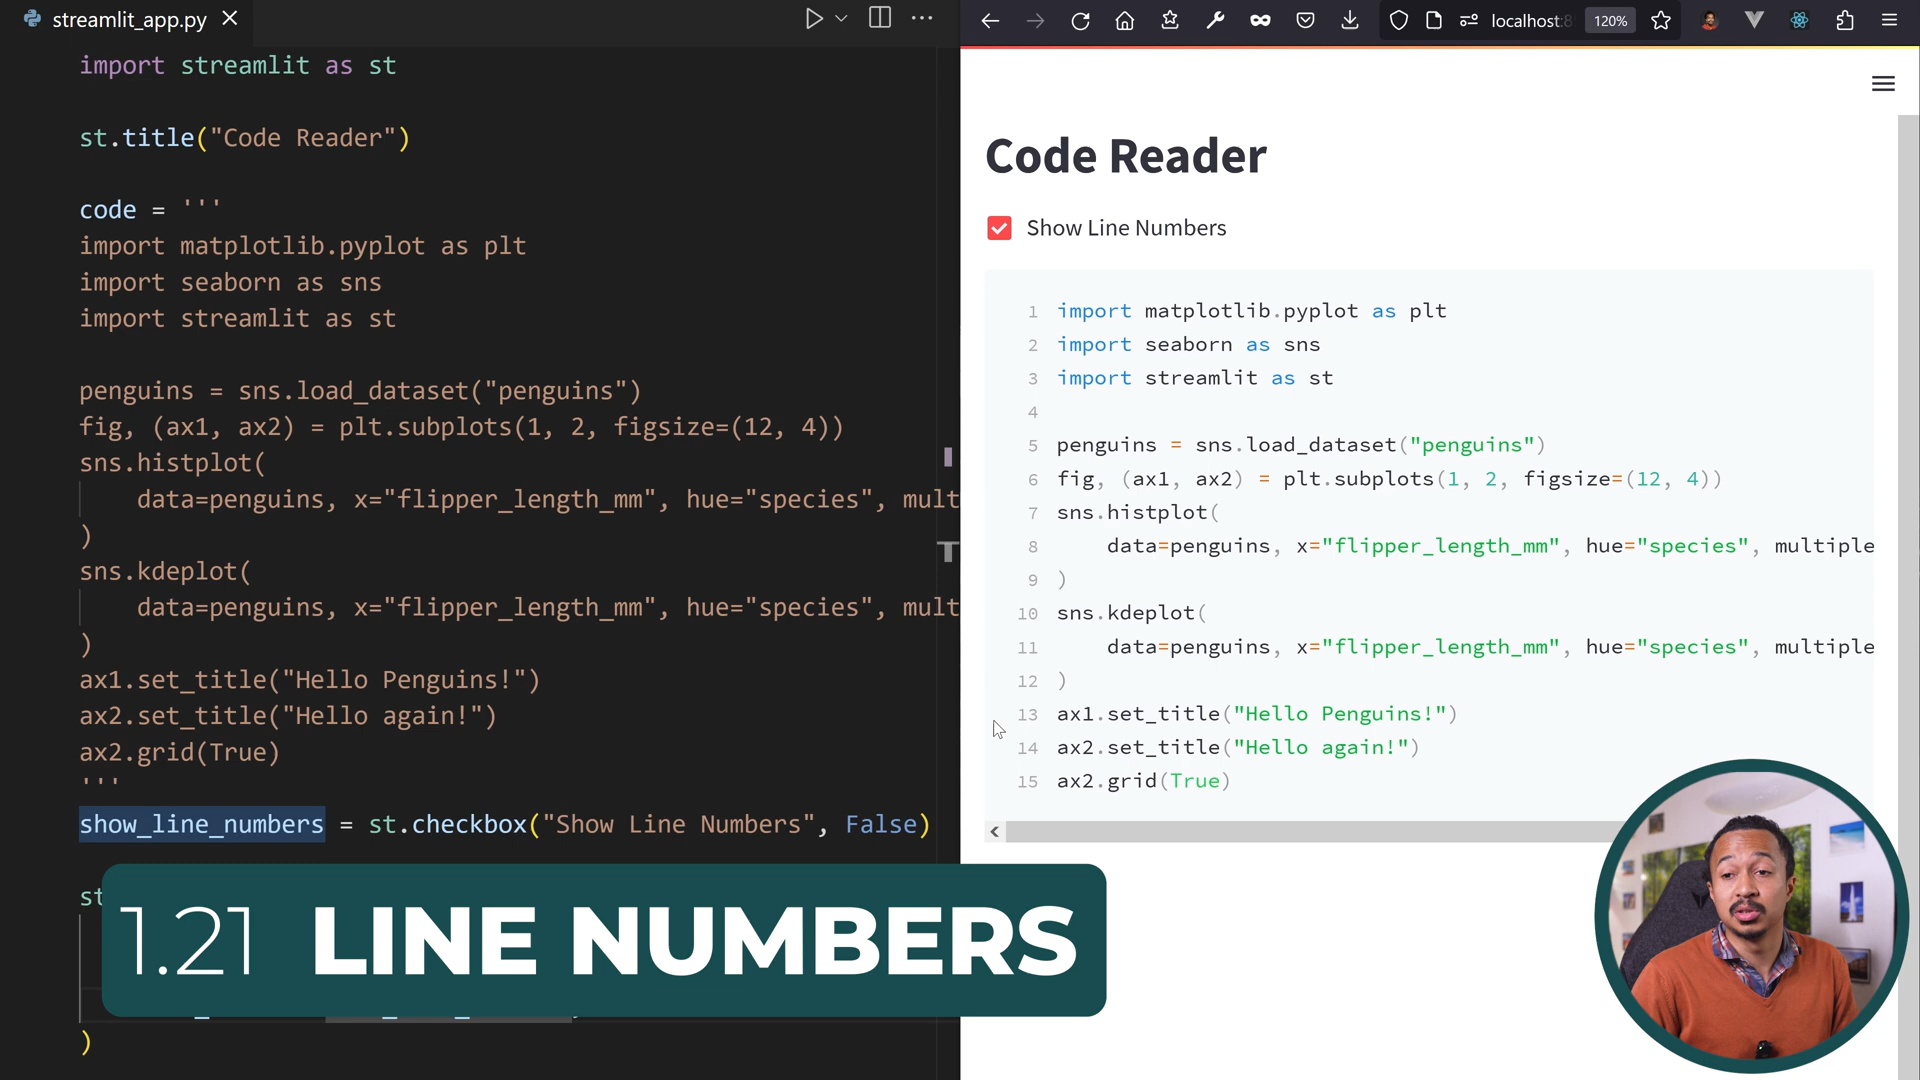 streamlit_app.py
import streamlit as st
st.title("Code Reader")
code = '''
import matplotlib.pyplot as plt
import seaborn as sns
import streamlit as st
penguins = sns.load_dataset("penguins")
fig, (ax1, ax2) = plt.subplots(1, 2, figsize=(12, 4))
sns.histplot(
data=penguins, x="flipper_length_mm", hue="species", mult
)
sns.kdeplot(
data=penguins, x="flipper_length_mm", hue="species", mult
)
ax1.set_title("Hello Penguins!")
ax2.set_title("Hello again!")
ax2.grid(True)
'''
show_line_numbers = st.checkbox("Show Line Numbers", False)
st
)
1.21 LINE NUMBERS
localhost:8
120%
Code Reader
Show Line Numbers
1 import matplotlib.pyplot as plt
2 import seaborn as sns
3 import streamlit as st
4
5 penguins = sns.load_dataset("penguins")
6 fig, (ax1, ax2) = plt.subplots(1, 2, figsize=(12, 4))
7 sns.histplot(
8 data=penguins, x="flipper_length_mm", hue="species", multiple
9 )
10 sns.kdeplot(
11 data=penguins, x="flipper_length_mm", hue="species", multiple
12 )
13 ax1.set_title("Hello Penguins!")
14 ax2.set_title("Hello again!")
15 ax2.grid(True)